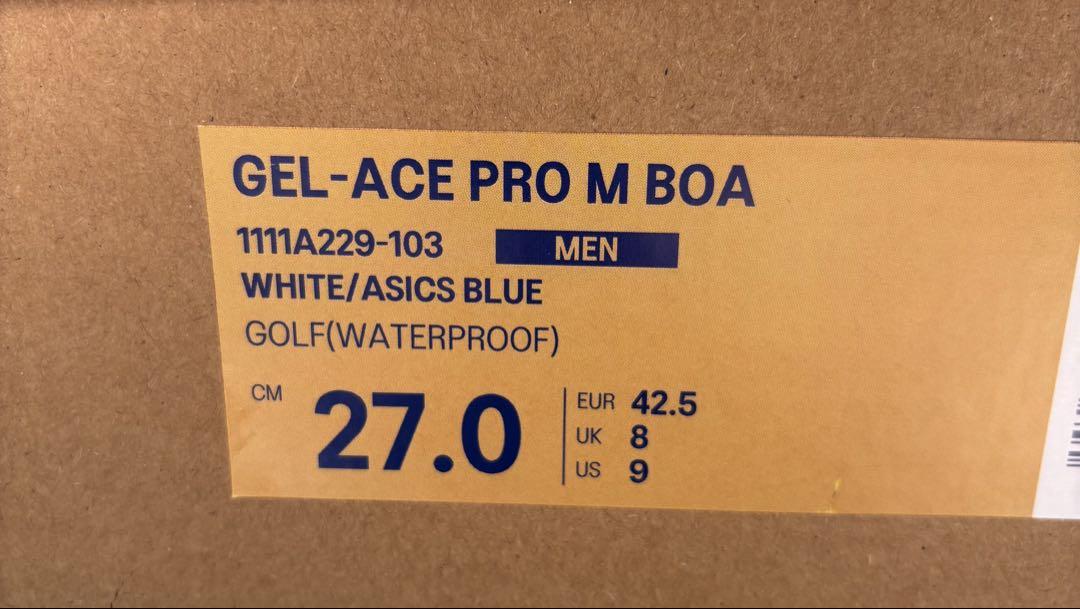 GEL-ACE PRO M BOA
1111A229-103 MEN
WHITE/ASICS BLUE
GOLF(WATERPROOF)
CM 27.0
EUR 42.5
UK 8
US 9